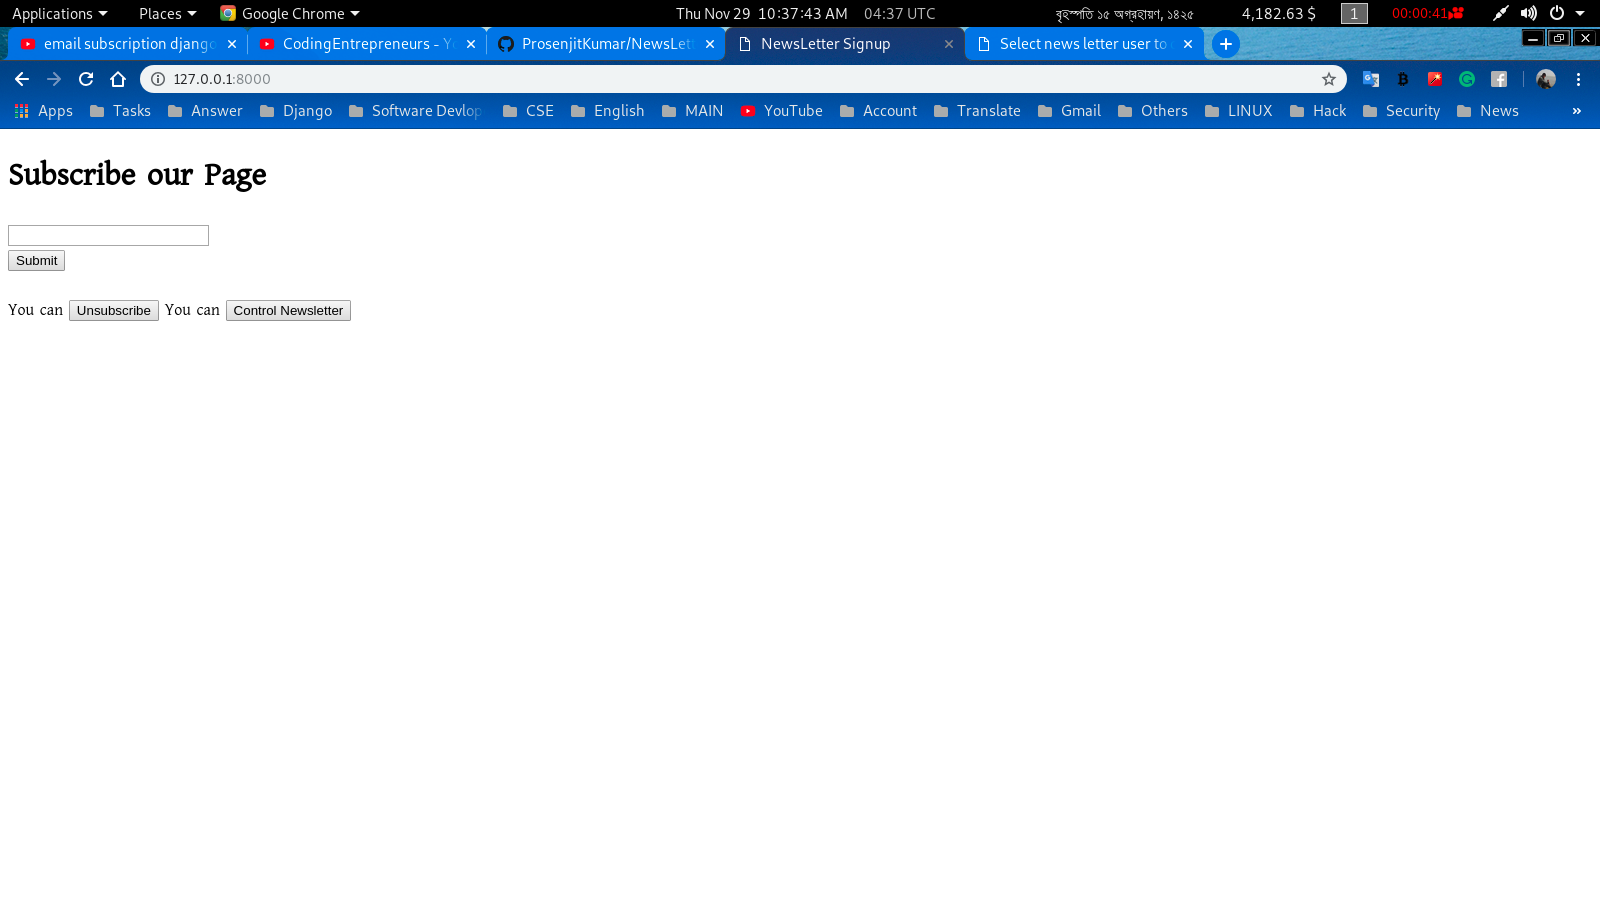 Applications Places Google Chrome Thu Nov 29 10:37:43 AM 04:37 UTC বৃহস্পতি ১৫ অগ্রহায়ণ, ১৪২৫ 4,182.63 $ 1 00:00:41
email subscription django CodingEntrepreneurs - Yo ProsenjitKumar/NewsLett NewsLetter Signup Select news letter user to
127.0.0.1:8000
Apps Tasks Answer Django Software Devlop CSE English MAIN YouTube Account Translate Gmail Others LINUX Hack Security News »
Subscribe our Page
Submit
You can Unsubscribe You can Control Newsletter